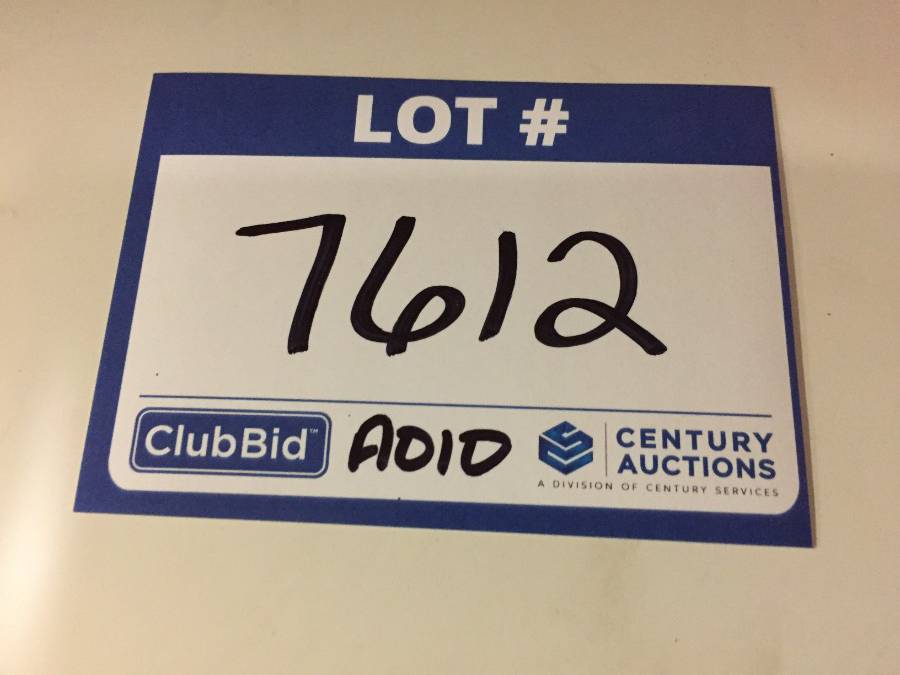 LOT #
7612
ClubBid™ A010 CENTURY
AUCTIONS
A DIVISION OF CENTURY SERVICES